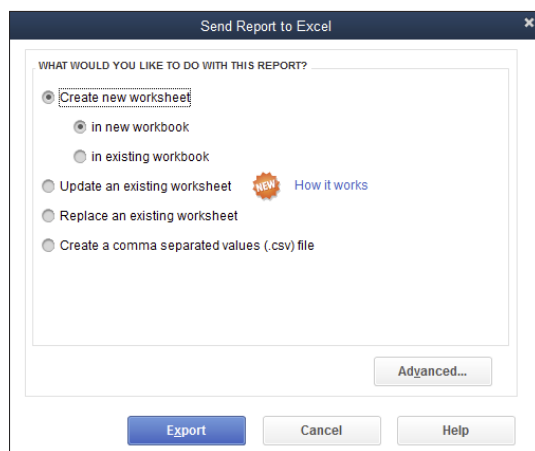 Send Report to Excel
×
WHAT WOULD YOU LIKE TO DO WITH THIS REPORT?
Create new worksheet
in new workbook
in existing workbook
Update an existing worksheet NEW How it works
Replace an existing worksheet
Create a comma separated values (.csv) file
Advanced...
Export Cancel Help